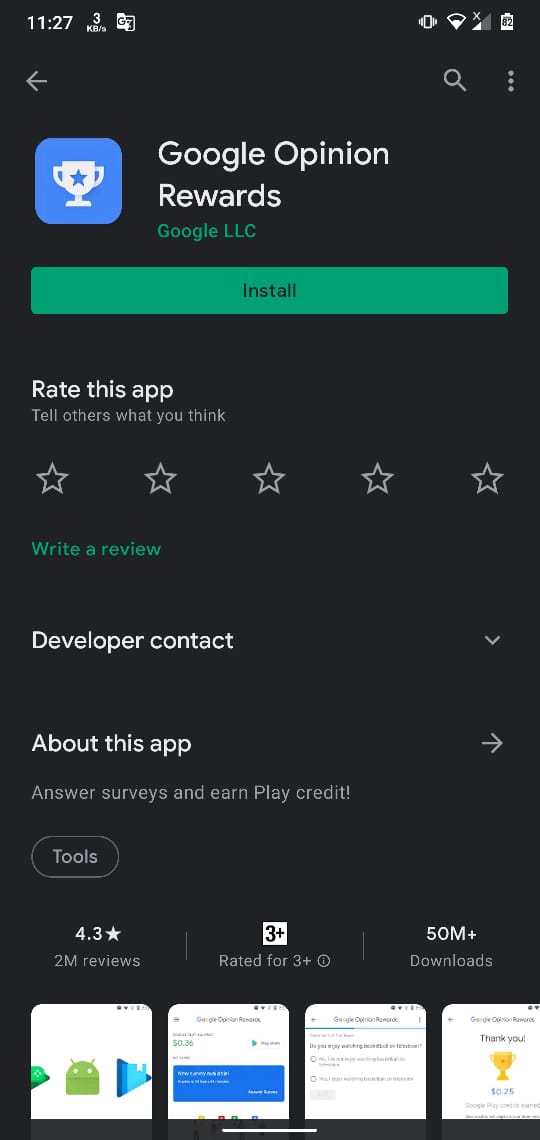 11:27
3
KB/s
82
Google Opinion
Rewards
Google LLC
Install
Rate this app
Tell others what you think
Write a review
Developer contact
About this app
Answer surveys and earn Play credit!
Tools
4.3★
2M reviews
3+
Rated for 3+
50M+
Downloads
Google Opinion Rewards
$0.36
Play store
New survey available!
Answer Survey
Google Opinion Rewards
Do you enjoy watching basketball on television?
No, I do not enjoy watching basketball on
television
Yes, I enjoy watching basketball on television
Google Opinion Rewards
Thank you!
$0.25
Google Play credits earned